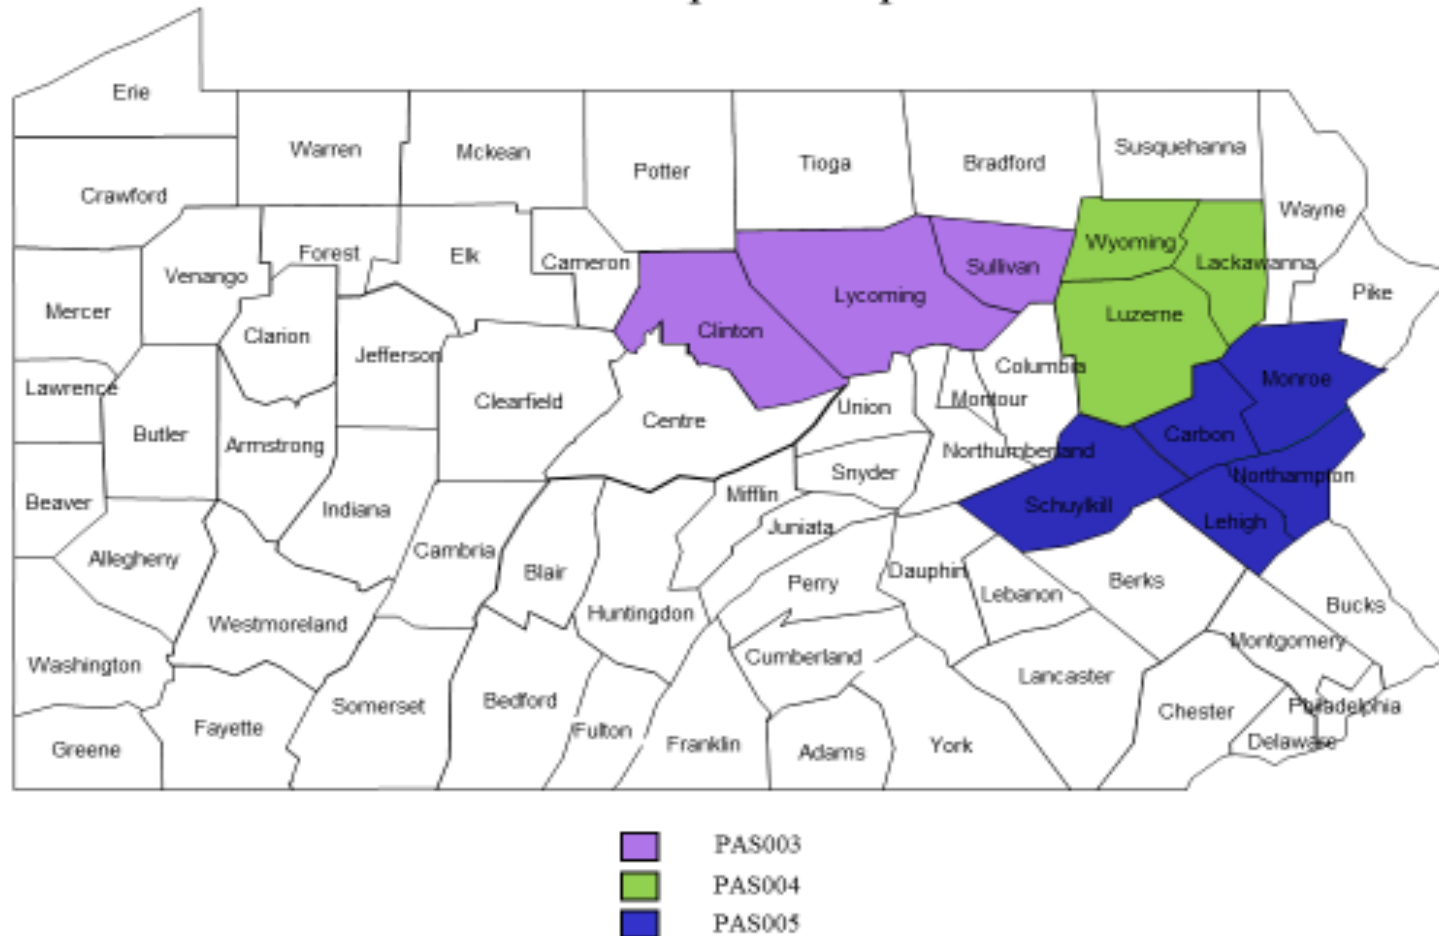 Erie
Warren
Mckean
Potter
Tioga
Bradford
Susquehanna
Crawford
Wayne
Forest
Elk
Cameron
Venango
Sullivan
Wyoming
Lackawanna
Mercer
Lycoming
Pike
Clarion
Clinton
Luzerne
Jefferson
Columbia
Monroe
Lawrence
Clearfield
Centre
Union
Montour
Butler
Armstrong
Carbon
Northumberland
Snyder
Northampton
Beaver
Indiana
Mifflin
Schuylkill
Lehigh
Juniata
Allegheny
Cambria
Blair
Perry
Dauphin
Lebanon
Berks
Huntingdon
Bucks
Westmoreland
Montgomery
Washington
Cumberland
Lancaster
Somerset
Bedford
Chester
Philadelphia
Fayette
Fulton
Franklin
Adams
York
Delaware
Greene
PAS003
PAS004
PAS005